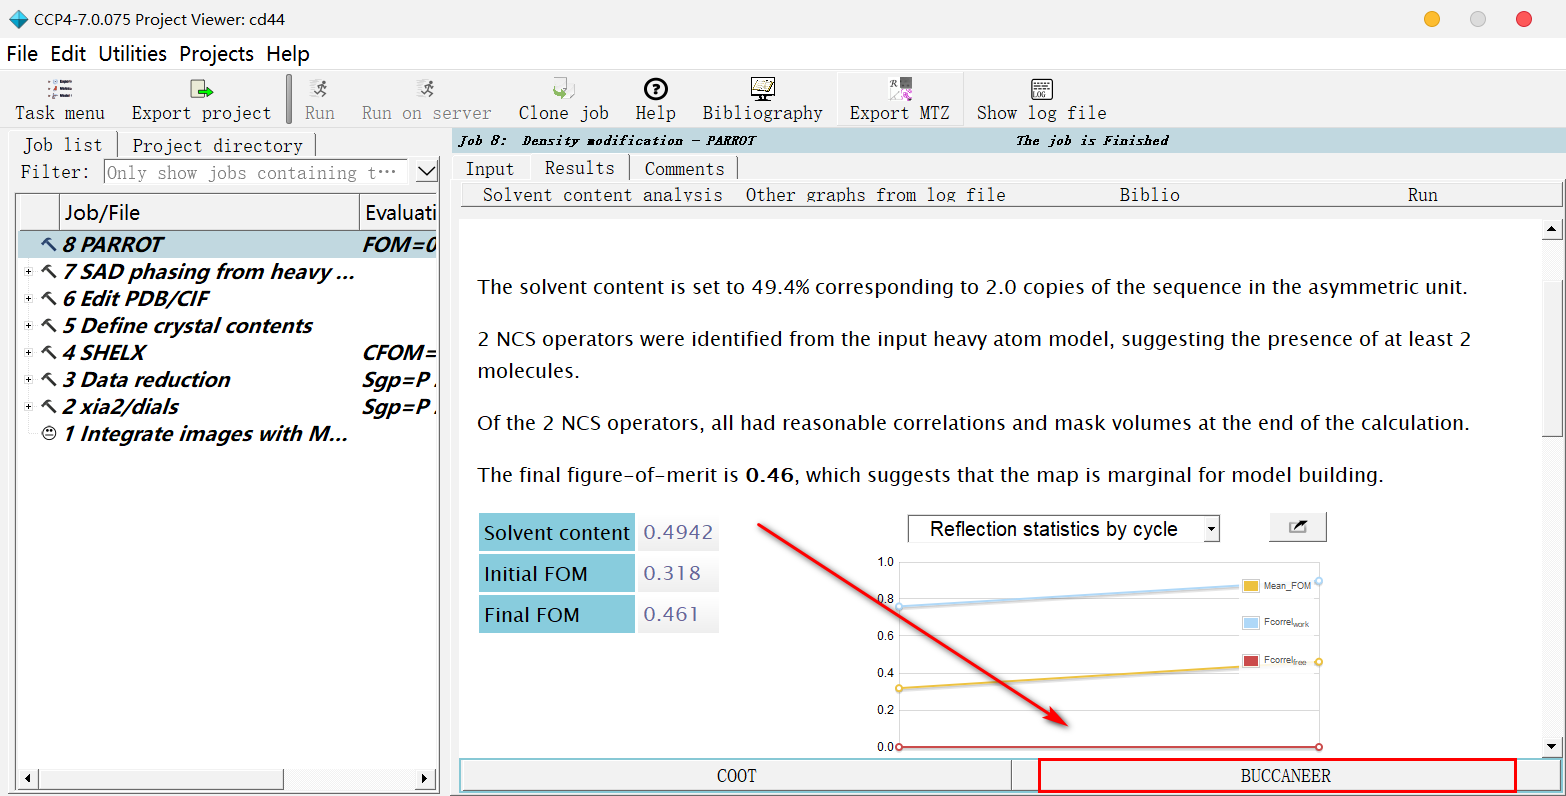 CCP4-7.0.075 Project Viewer: cd44
File Edit Utilities Projects Help
Task menu Export project Run Run on server Clone job Help Bibliography Export MTZ Show log file
Job list Project directory
Filter: Only show jobs containing t···
Job/File Evaluati
8 PARROT FOM=0
7 SAD phasing from heavy ...
6 Edit PDB/CIF
5 Define crystal contents
4 SHELX CFOM=
3 Data reduction Sgp=P
2 xia2/dials Sgp=P
1 Integrate images with M...
Job 8: Density modification - PARROT The job is Finished
Input Results Comments
Solvent content analysis Other graphs from log file Biblio Run
The solvent content is set to 49.4% corresponding to 2.0 copies of the sequence in the asymmetric unit.
2 NCS operators were identified from the input heavy atom model, suggesting the presence of at least 2
molecules.
Of the 2 NCS operators, all had reasonable correlations and mask volumes at the end of the calculation.
The final figure-of-merit is 0.46, which suggests that the map is marginal for model building.
Solvent content 0.4942
Initial FOM 0.318
Final FOM 0.461
Reflection statistics by cycle
1.0
0.8
0.6
0.4
0.2
0.0
Mean_FOM
Fcorrelwork
Fcorrelfree
COOT BUCCANEER